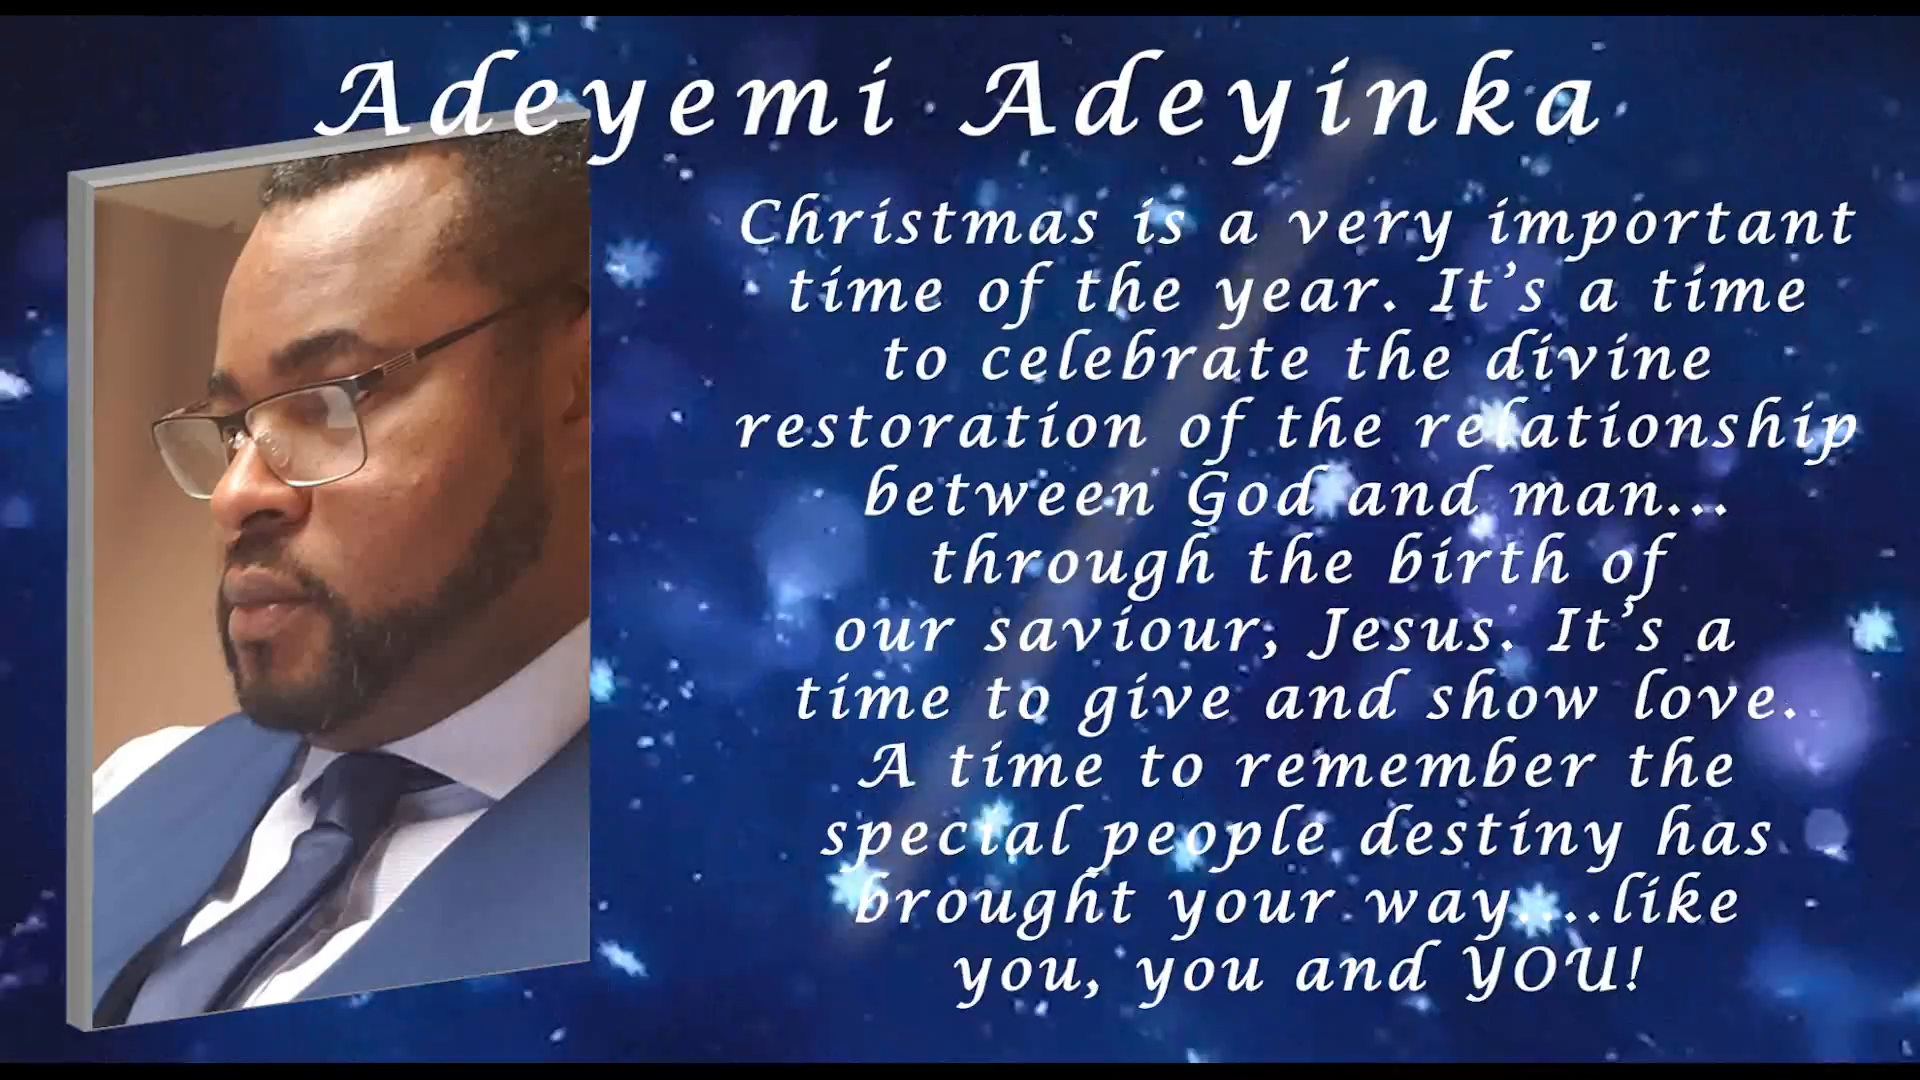 Adeyemi Adeyinka
Christmas is a very important
time of the year. It's a time
to celebrate the divine
restoration of the relationship
between God and man...
through the birth of
our saviour, Jesus. It's a
time to give and show love.
A time to remember the
special people destiny has
brought your way....like
you, you and YOU!